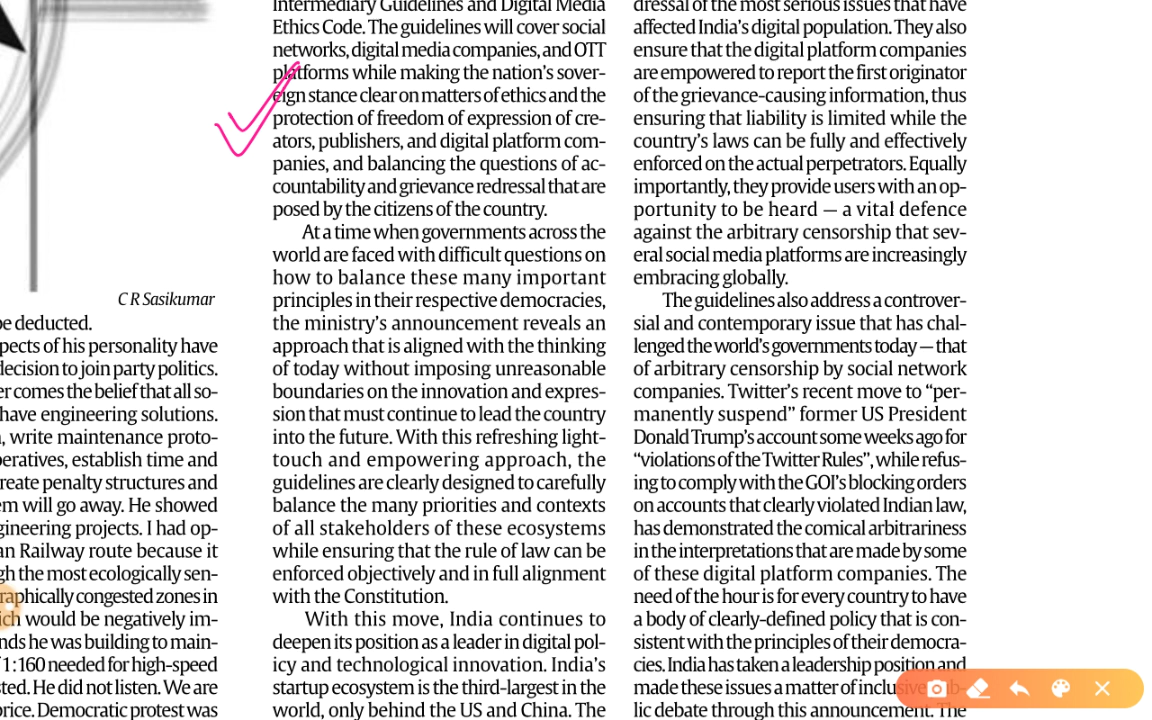 C R Sasikumar
be deducted.
pects of his personality have
decision to join party politics.
er comes the belief that all so-
have engineering solutions.
, write maintenance proto-
peratives, establish time and
reate penalty structures and
em will go away. He showed
gineering projects. I had op-
an Railway route because it
gh the most ecologically sen-
raphically congested zones in
ich would be negatively im-
nds he was building to main-
1:160 needed for high-speed
sted. He did not listen. We are
price. Democratic protest was
Intermediary Guidelines and Digital Media
Ethics Code. The guidelines will cover social
networks, digital media companies, and OTT
platforms while making the nation's sover-
eign stance clear on matters of ethics and the
protection of freedom of expression of cre-
ators, publishers, and digital platform com-
panies, and balancing the questions of ac-
countability and grievance redressal that are
posed by the citizens of the country.
At a time when governments across the
world are faced with difficult questions on
how to balance these many important
principles in their respective democracies,
the ministry's announcement reveals an
approach that is aligned with the thinking
of today without imposing unreasonable
boundaries on the innovation and expres-
sion that must continue to lead the country
into the future. With this refreshing light-
touch and empowering approach, the
guidelines are clearly designed to carefully
balance the many priorities and contexts
of all stakeholders of these ecosystems
while ensuring that the rule of law can be
enforced objectively and in full alignment
with the Constitution.
With this move, India continues to
deepen its position as a leader in digital pol-
icy and technological innovation. India's
startup ecosystem is the third-largest in the
world, only behind the US and China. The
dressal of the most serious issues that have
affected India's digital population. They also
ensure that the digital platform companies
are empowered to report the first originator
of the grievance-causing information, thus
ensuring that liability is limited while the
country's laws can be fully and effectively
enforced on the actual perpetrators. Equally
importantly, they provide users with an op-
portunity to be heard — a vital defence
against the arbitrary censorship that sev-
eral social media platforms are increasingly
embracing globally.
The guidelines also address a controver-
sial and contemporary issue that has chal-
lenged the world's governments today — that
of arbitrary censorship by social network
companies. Twitter's recent move to “per-
manently suspend” former US President
Donald Trump's account some weeks ago for
“violations of the Twitter Rules”, while refus-
ing to comply with the GOI's blocking orders
on accounts that clearly violated Indian law,
has demonstrated the comical arbitrariness
in the interpretations that are made by some
of these digital platform companies. The
need of the hour is for every country to have
a body of clearly-defined policy that is con-
sistent with the principles of their democra-
cies. India has taken a leadership position and
made these issues a matter of inclusive pub-
lic debate through this announcement. The